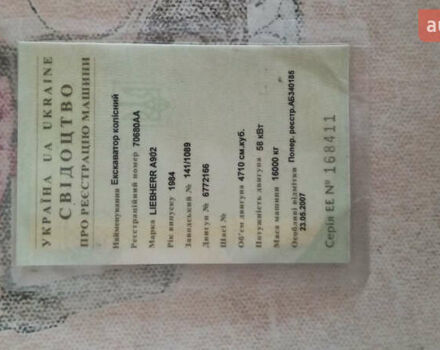 УКРАЇНА UA UKRAINE
СВІДОЦТВО
ПРО РЕЄСТРАЦІЮ МАШИНИ
Найменування Екскаватор колісний
Реєстраційний номер 70680АА
Марка LIEBHERR A902
Рік випуску 1984
Заводський № 141/1089
Двигун № 6772166
Шасі №
Об'єм двигуна 4710 см.куб.
Потужність двигуна 58 кВт
Маса машини 16000 кг
Особливі відмітки Попер. реєстр.АБ340185
23.05.2007
Серія ЕЕ № 168411